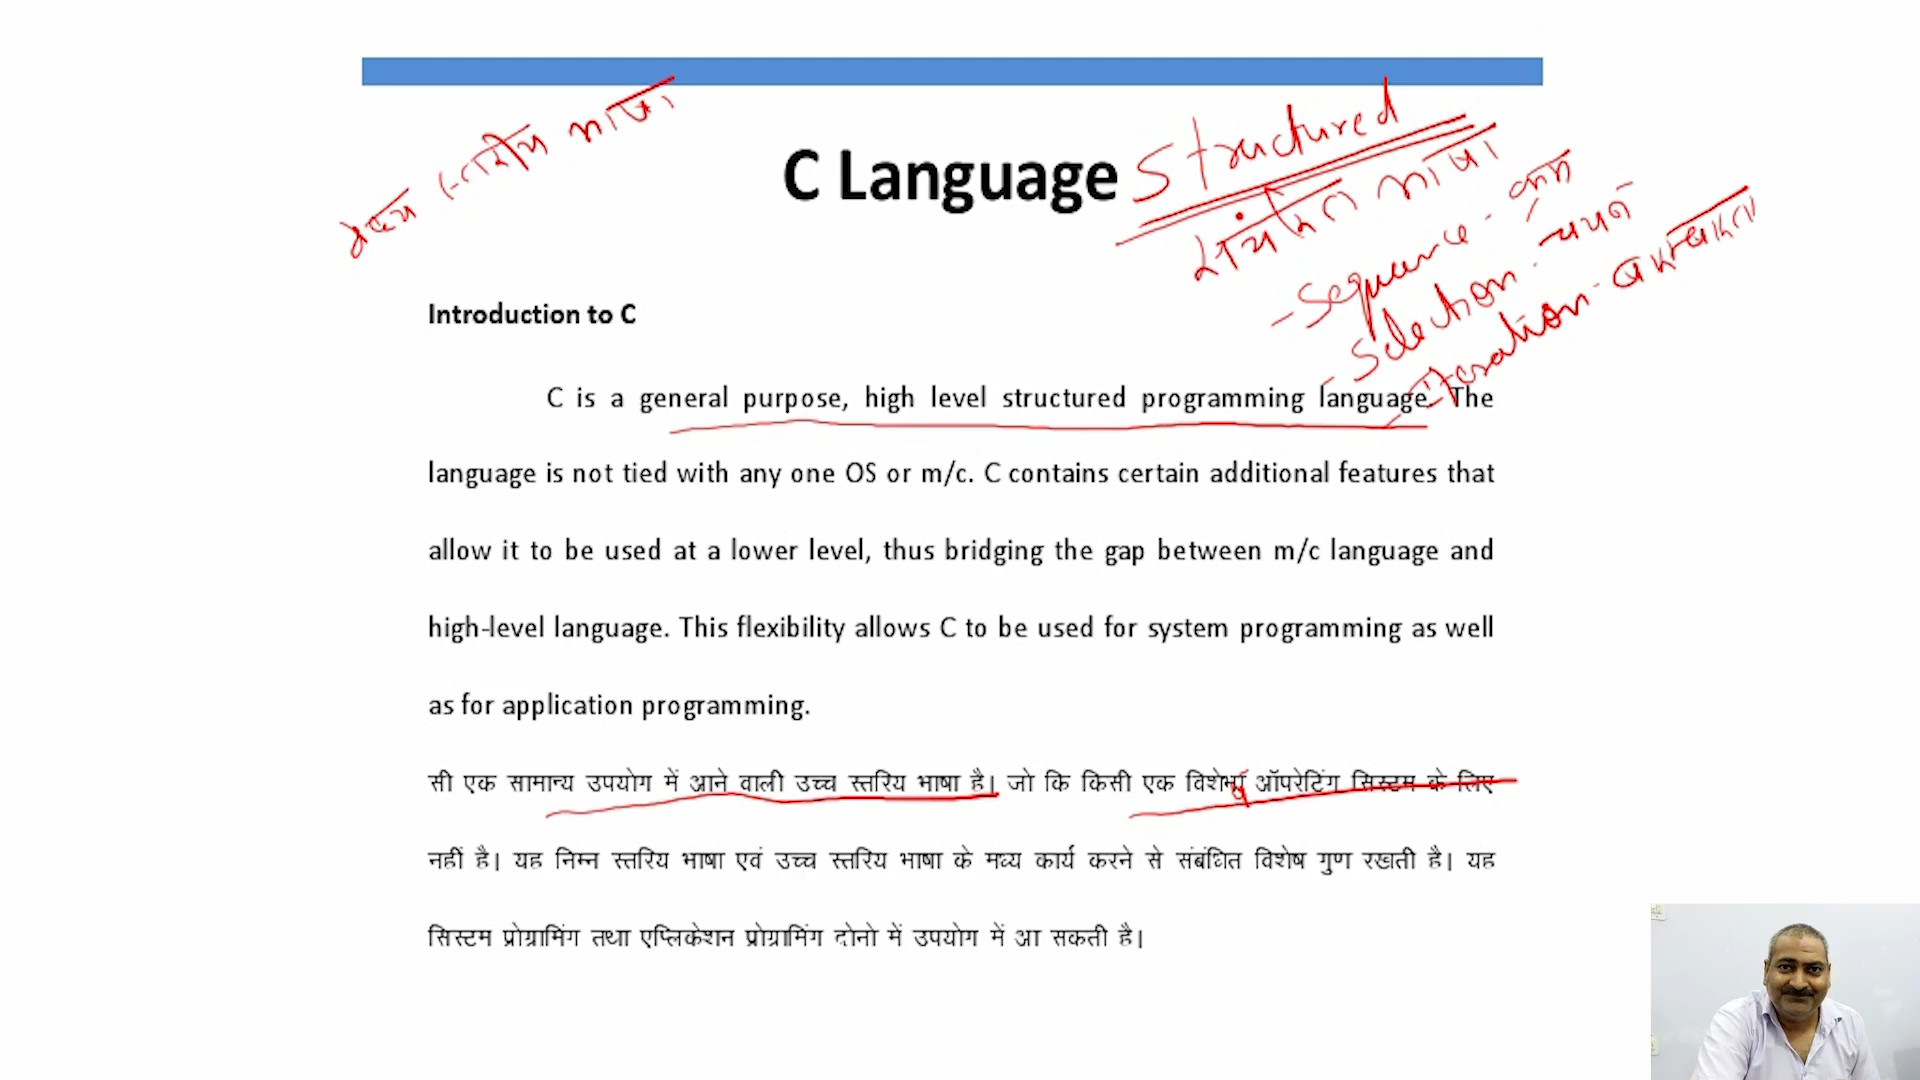 मध्य स्तरीय भाषा
C Language
Structured
संरचित भाषा
- Sequence - क्रम
- Selection - चयन
- Iteration -
Introduction to C
C is a general purpose, high level structured programming language. The
language is not tied with any one OS or m/c. C contains certain additional features that
allow it to be used at a lower level, thus bridging the gap between m/c language and
high-level language. This flexibility allows C to be used for system programming as well
as for application programming.
सी एक सामान्य उपयोग में आने वाली उच्च स्तरिय भाषा है। जो कि किसी एक विशेष ऑपरेटिंग सिस्टम के लिए
नहीं है। यह निम्न स्तरिय भाषा एवं उच्च स्तरिय भाषा के मध्य कार्य करने से संबंधित विशेष गुण रखती है। यह
सिस्टम प्रोग्रामिंग तथा एप्लिकेशन प्रोग्रामिंग दोनो में उपयोग में आ सकती है।